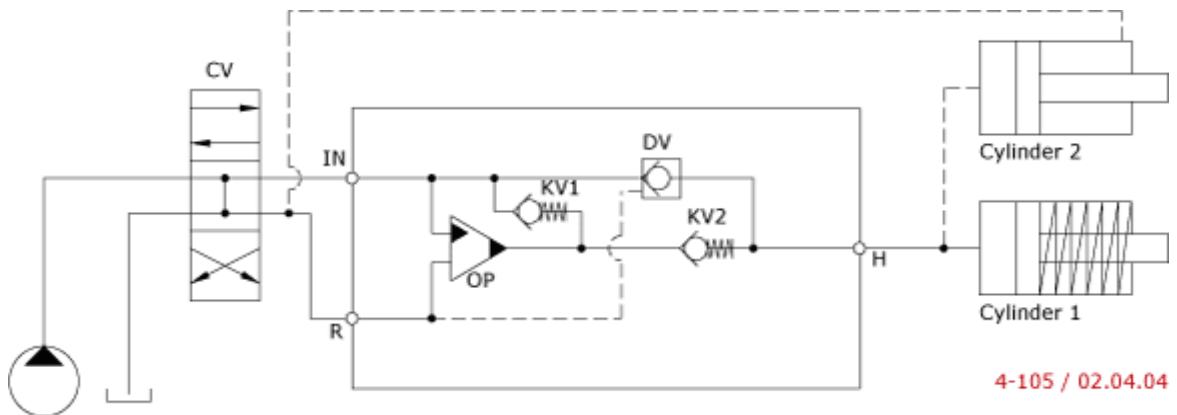 CV
Cylinder 2
IN
DV
KV1
KV2
OP
H
R
Cylinder 1
4-105 / 02.04.04